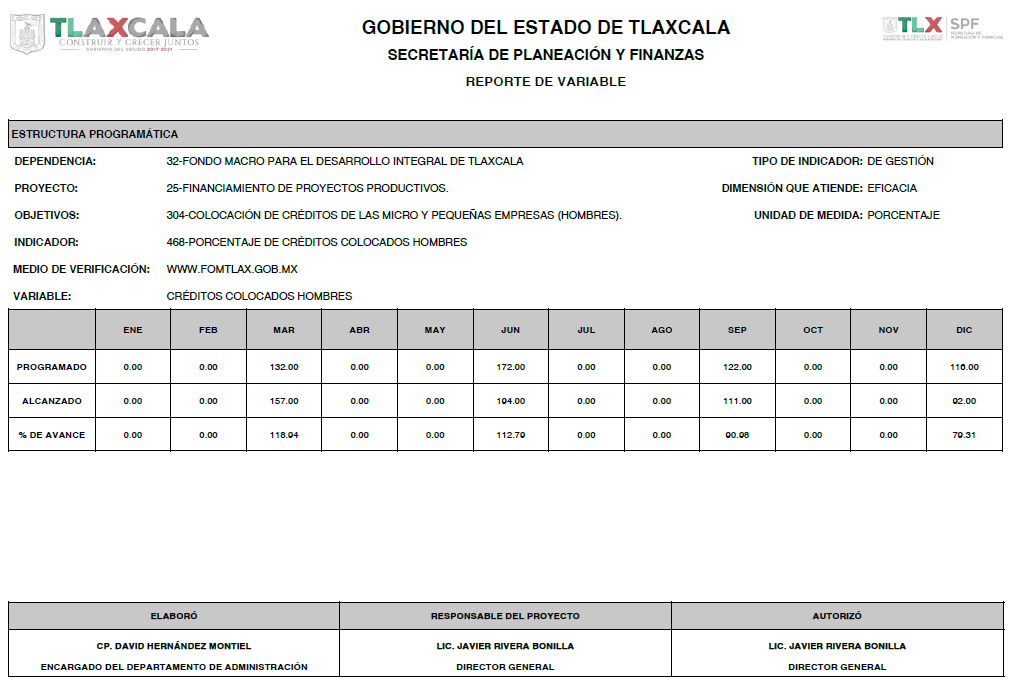 TLAXCALA
CONSTRUIR Y CRECER JUNTOS
GOBIERNO DEL ESTADO 2017-2021
GOBIERNO DEL ESTADO DE TLAXCALA
SECRETARÍA DE PLANEACIÓN Y FINANZAS
REPORTE DE VARIABLE
TLX SPF
SECRETARÍA DE
PLANEACIÓN Y FINANZAS
ESTRUCTURA PROGRAMÁTICA
DEPENDENCIA: 32-FONDO MACRO PARA EL DESARROLLO INTEGRAL DE TLAXCALA TIPO DE INDICADOR: DE GESTIÓN
PROYECTO: 25-FINANCIAMIENTO DE PROYECTOS PRODUCTIVOS. DIMENSIÓN QUE ATIENDE: EFICACIA
OBJETIVOS: 304-COLOCACIÓN DE CRÉDITOS DE LAS MICRO Y PEQUEÑAS EMPRESAS (HOMBRES). UNIDAD DE MEDIDA: PORCENTAJE
INDICADOR: 468-PORCENTAJE DE CRÉDITOS COLOCADOS HOMBRES
MEDIO DE VERIFICACIÓN: WWW.FOMTLAX.GOB.MX
VARIABLE: CRÉDITOS COLOCADOS HOMBRES
ENE FEB MAR ABR MAY JUN JUL AGO SEP OCT NOV DIC
PROGRAMADO 0.00 0.00 132.00 0.00 0.00 172.00 0.00 0.00 122.00 0.00 0.00 116.00
ALCANZADO 0.00 0.00 157.00 0.00 0.00 194.00 0.00 0.00 111.00 0.00 0.00 92.00
% DE AVANCE 0.00 0.00 118.94 0.00 0.00 112.79 0.00 0.00 90.98 0.00 0.00 79.31
ELABORÓ RESPONSABLE DEL PROYECTO AUTORIZÓ
CP. DAVID HERNÁNDEZ MONTIEL LIC. JAVIER RIVERA BONILLA LIC. JAVIER RIVERA BONILLA
ENCARGADO DEL DEPARTAMENTO DE ADMINISTRACIÓN DIRECTOR GENERAL DIRECTOR GENERAL